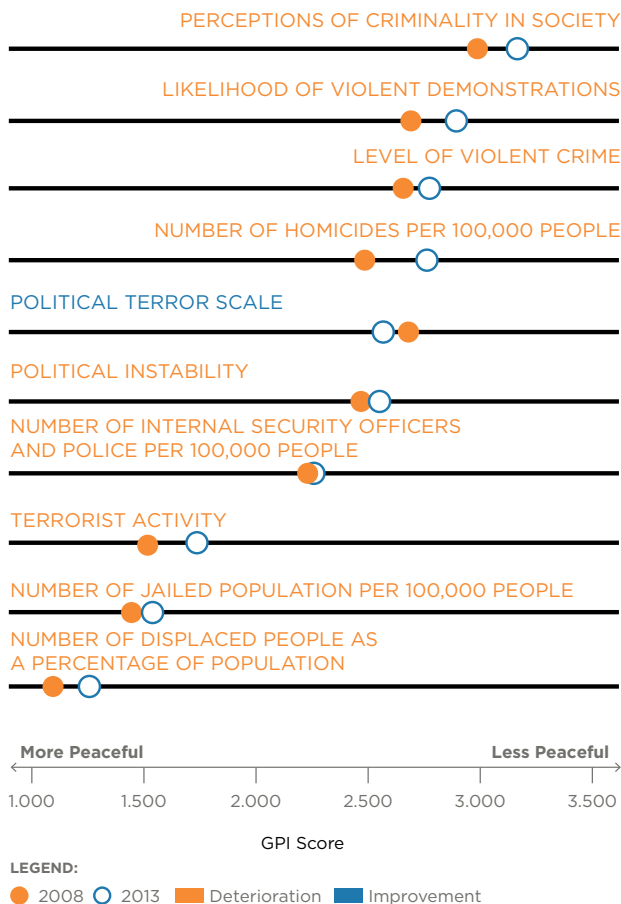 PERCEPTIONS OF CRIMINALITY IN SOCIETY
LIKELIHOOD OF VIOLENT DEMONSTRATIONS
LEVEL OF VIOLENT CRIME
NUMBER OF HOMICIDES PER 100,000 PEOPLE
POLITICAL TERROR SCALE
POLITICAL INSTABILITY
NUMBER OF INTERNAL SECURITY OFFICERS
AND POLICE PER 100,000 PEOPLE
TERRORIST ACTIVITY
NUMBER OF JAILED POPULATION PER 100,000 PEOPLE
NUMBER OF DISPLACED PEOPLE AS
A PERCENTAGE OF POPULATION
More Peaceful Less Peaceful
1.000 1.500 2.000 2.500 3.000 3.500
GPI Score
LEGEND:
2008 2013 Deterioration Improvement